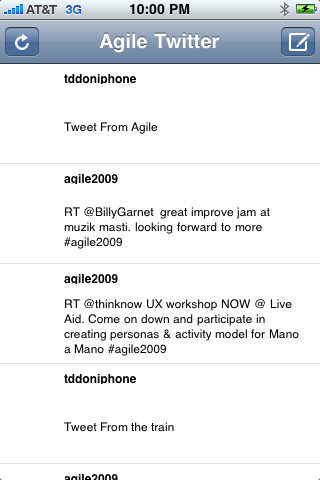 AT&T 3G 10:00 PM
Agile Twitter
tddoniphone
Tweet From Agile
agile2009
RT @BillyGarnet  great improve jam at
muzik masti. looking forward to more
#agile2009
agile2009
RT @thinknow UX workshop NOW @ Live
Aid. Come on down and participate in
creating personas & activity model for Mano
a Mano #agile2009
tddoniphone
Tweet From the train
agile2009